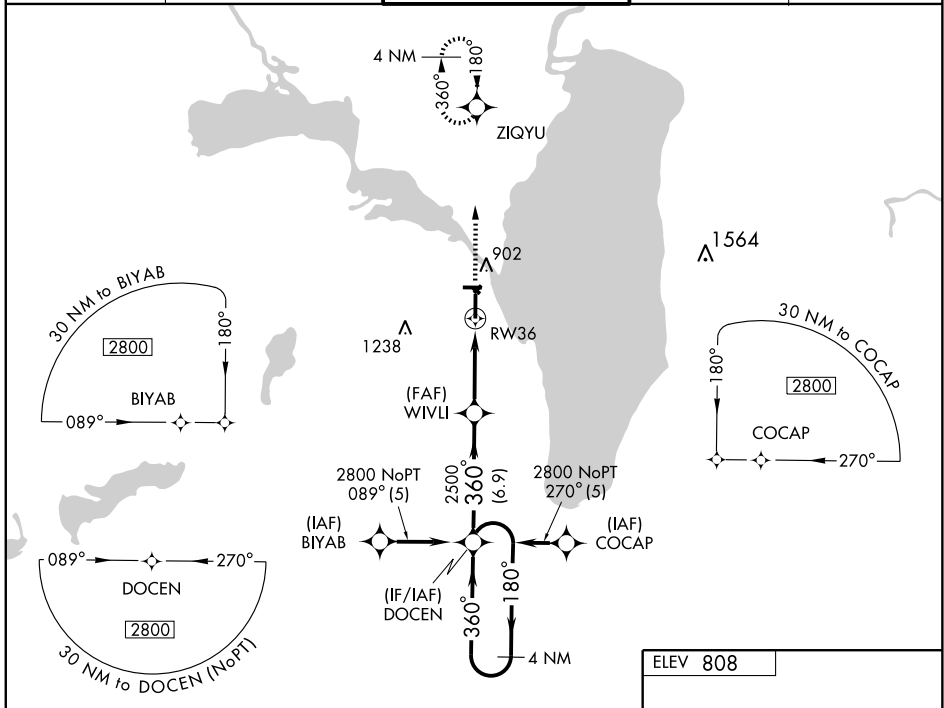 4 NM
360°
180°
ZIQYU
902
1564
RW36
1238
30 NM to BIYAB
2800
180°
BIYAB
089°
30 NM to COCAP
2800
180°
COCAP
270°
(FAF)
WIVLI
2500
360°
(6.9)
2800 NoPT
089° (5)
2800 NoPT
270° (5)
(IAF)
BIYAB
(IAF)
COCAP
(IF/IAF)
DOCEN
360°
180°
4 NM
089°
270°
DOCEN
2800
30 NM to DOCEN (NoPT)
ELEV 808